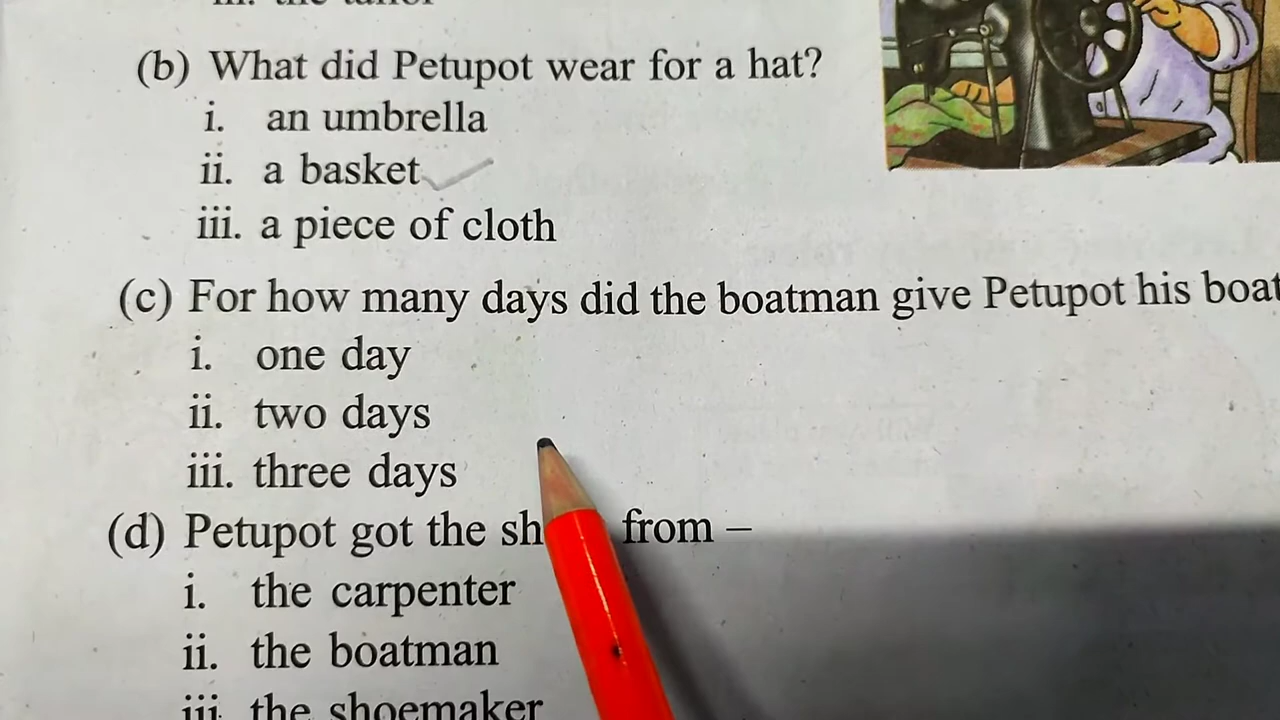 (b) What did Petupot wear for a hat?
i. an umbrella
ii. a basket
iii. a piece of cloth
(c) For how many days did the boatman give Petupot his boat
i. one day
ii. two days
iii. three days
(d) Petupot got the from –
i. the carpenter
ii. the boatman
iii. the shoemaker